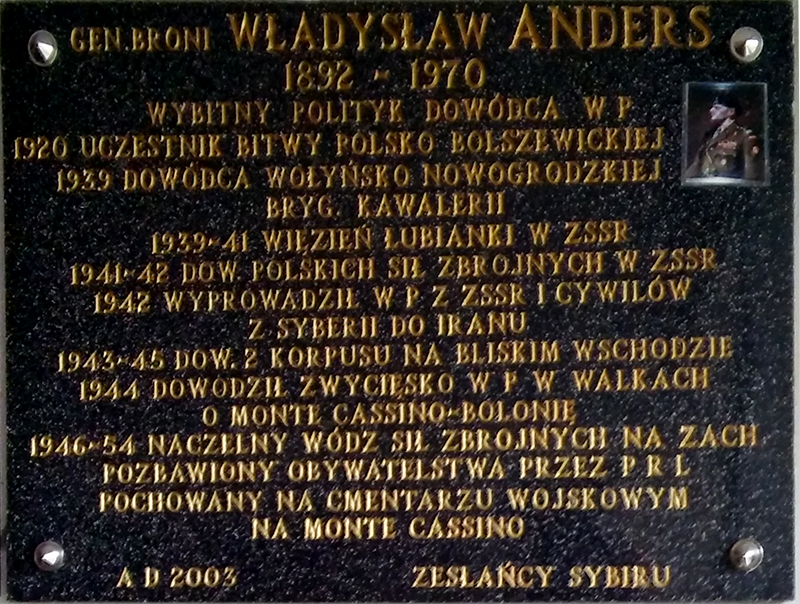 GEN. BRONI WŁADYSŁAW ANDERS
1892 - 1970
WYBITNY POLITYK DOWÓDCA W P
1920 UCZESTNIK BITWY POLSKO BOLSZEWICKIEJ
1939 DOWÓDCA WOŁYŃSKO NOWOGRODZKIEJ
BRYG. KAWALERII
1939-41 WIĘZIEŃ ŁUBIANKI W ZSSR
1941-42 DOW. POLSKICH SIŁ ZBROJNYCH W ZSSR
1942 WYPROWADZIŁ W P Z ZSSR I CYWILÓW
Z SYBERII DO IRANU
1943-45 DOW. 2 KORPUSU NA BLISKIM WSCHODZIE
1944 DOWODZIŁ ZWYCIĘSKO W P W WALKACH
O MONTE CASSINO-BOLONIĘ
1946-54 NACZELNY WÓDZ SIŁ ZBROJNYCH NA ZACH
POZBAWIONY OBYWATELSTWA PRZEZ P R L
POCHOWANY NA CMENTARZU WOJSKOWYM
NA MONTE CASSINO
A D 2003 ZESŁAŃCY SYBIRU